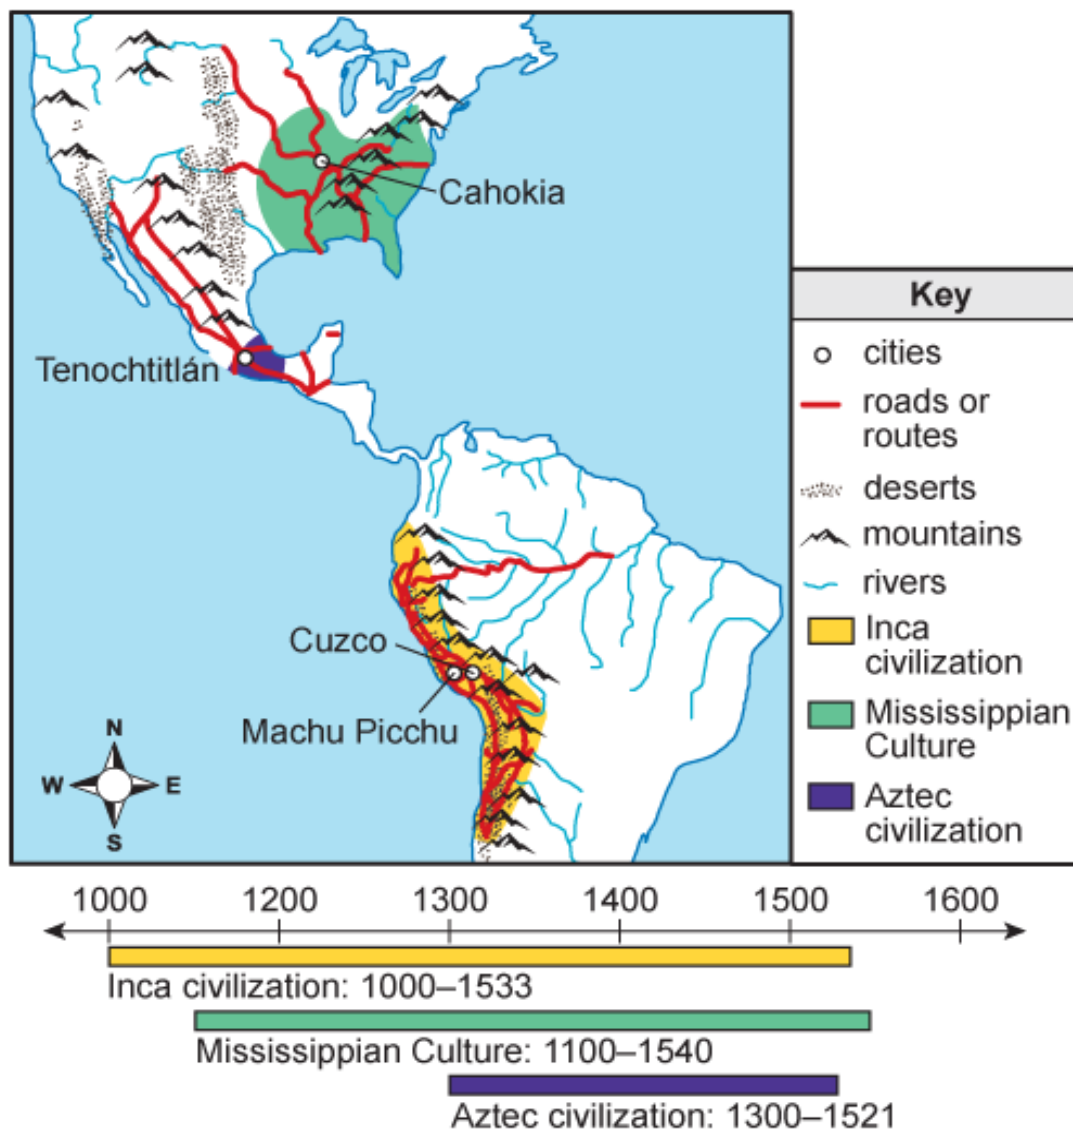 Cahokia
Tenochtitlán
Cuzco
Machu Picchu
N
W
E
S
Key
cities
roads or
routes
deserts
mountains
rivers
Inca
civilization
Mississippian
Culture
Aztec
civilization
1000 1200 1300 1400 1500 1600
Inca civilization: 1000–1533
Mississippian Culture: 1100–1540
Aztec civilization: 1300–1521